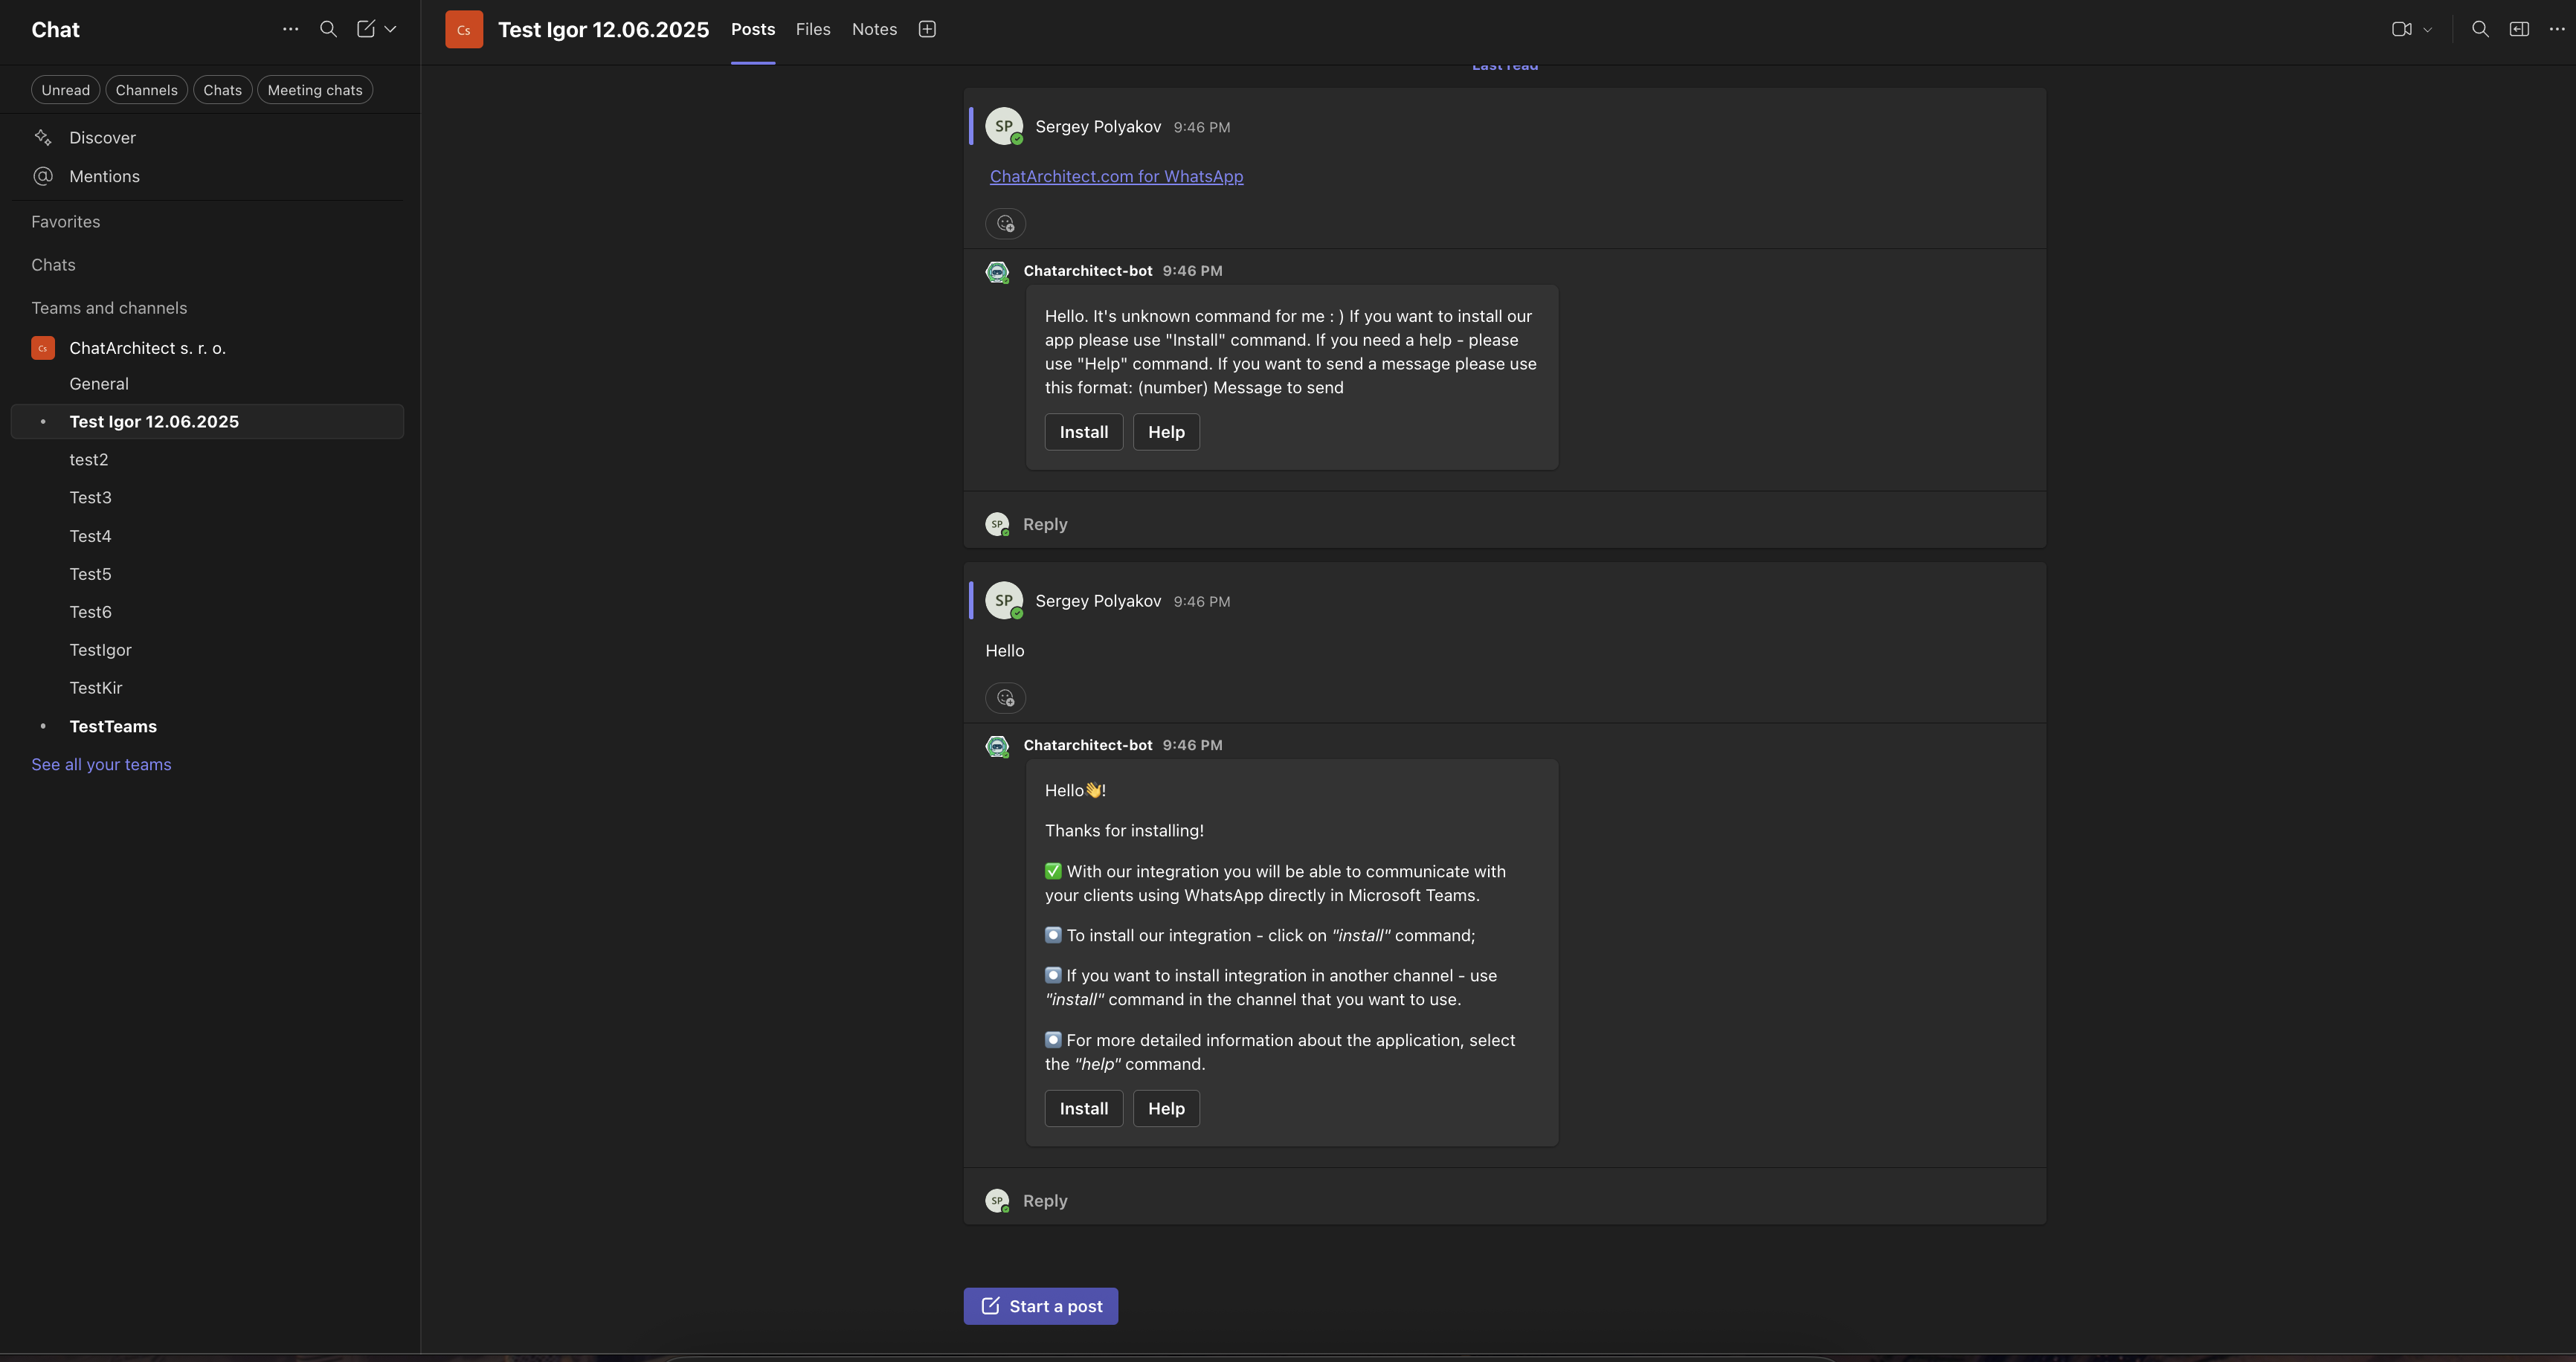 Chat
Unread Channels Chats Meeting chats
Discover
Mentions
Favorites
Chats
Teams and channels
Cs ChatArchitect s. r. o.
General
Test Igor 12.06.2025
test2
Test3
Test4
Test5
Test6
TestIgor
TestKir
TestTeams
See all your teams
Cs Test Igor 12.06.2025 Posts Files Notes
Last read
SP Sergey Polyakov 9:46 PM
ChatArchitect.com for WhatsApp
Chatarchitect-bot 9:46 PM
Hello. It's unknown command for me : ) If you want to install our
app please use "Install" command. If you need a help - please
use "Help" command. If you want to send a message please use
this format: (number) Message to send
Install Help
SP Reply
SP Sergey Polyakov 9:46 PM
Hello
Chatarchitect-bot 9:46 PM
Hello👋!
Thanks for installing!
✅ With our integration you will be able to communicate with
your clients using WhatsApp directly in Microsoft Teams.
⏺ To install our integration - click on "install" command;
⏺ If you want to install integration in another channel - use
"install" command in the channel that you want to use.
⏺ For more detailed information about the application, select
the "help" command.
Install Help
SP Reply
Start a post